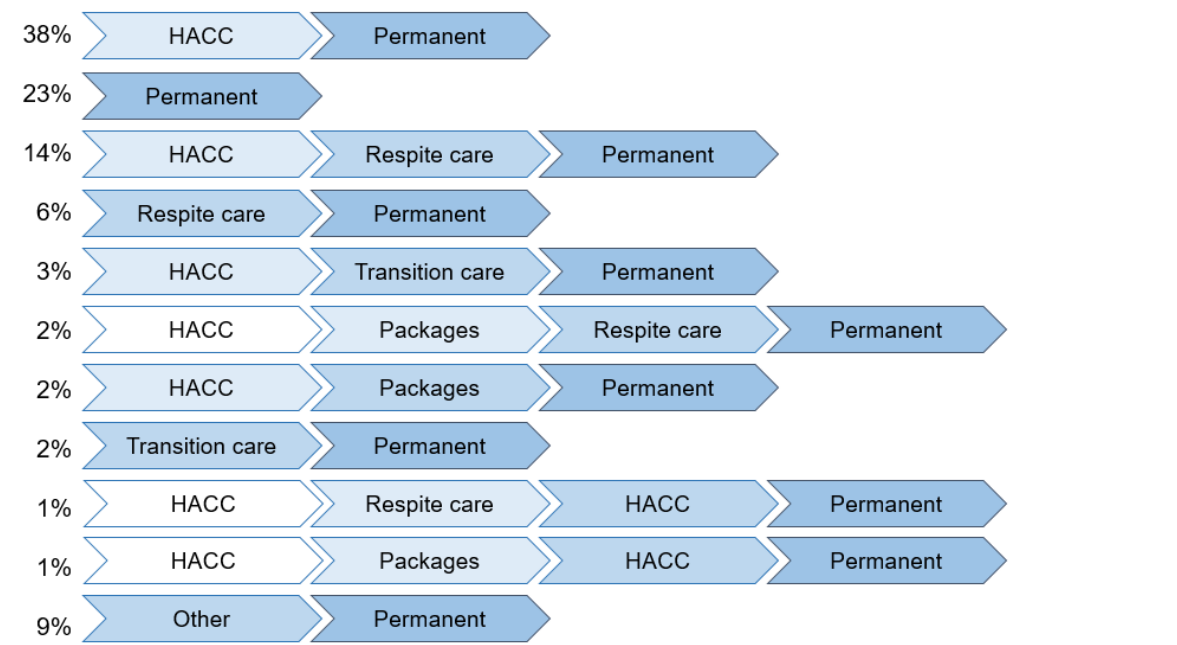 38% HACC Permanent
23% Permanent
14% HACC Respite care Permanent
6% Respite care Permanent
3% HACC Transition care Permanent
2% HACC Packages Respite care Permanent
2% HACC Packages Permanent
2% Transition care Permanent
1% HACC Respite care HACC Permanent
1% HACC Packages HACC Permanent
9% Other Permanent